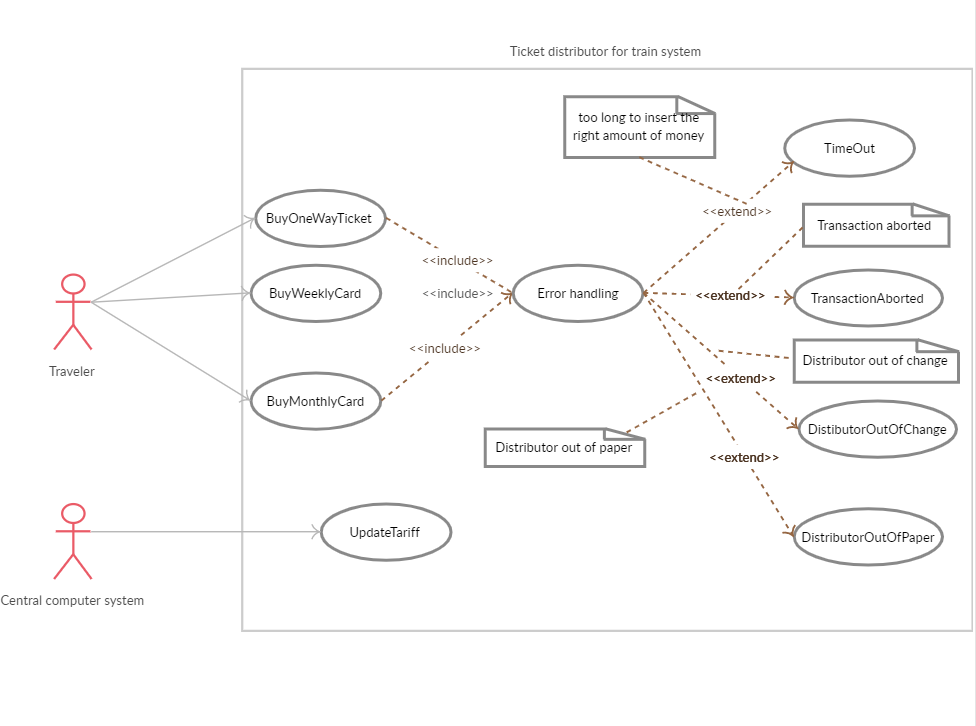 Ticket distributor for train system
too long to insert the
right amount of money
TimeOut
<<extend>>
BuyOneWayTicket
Transaction aborted
<<include>>
BuyWeeklyCard
<<include>>
Error handling
<<extend>>
TransactionAborted
<<include>>
Distributor out of change
Traveler
<<extend>>
BuyMonthlyCard
DistibutorOutOfChange
Distributor out of paper
<<extend>>
UpdateTariff
DistributorOutOfPaper
Central computer system